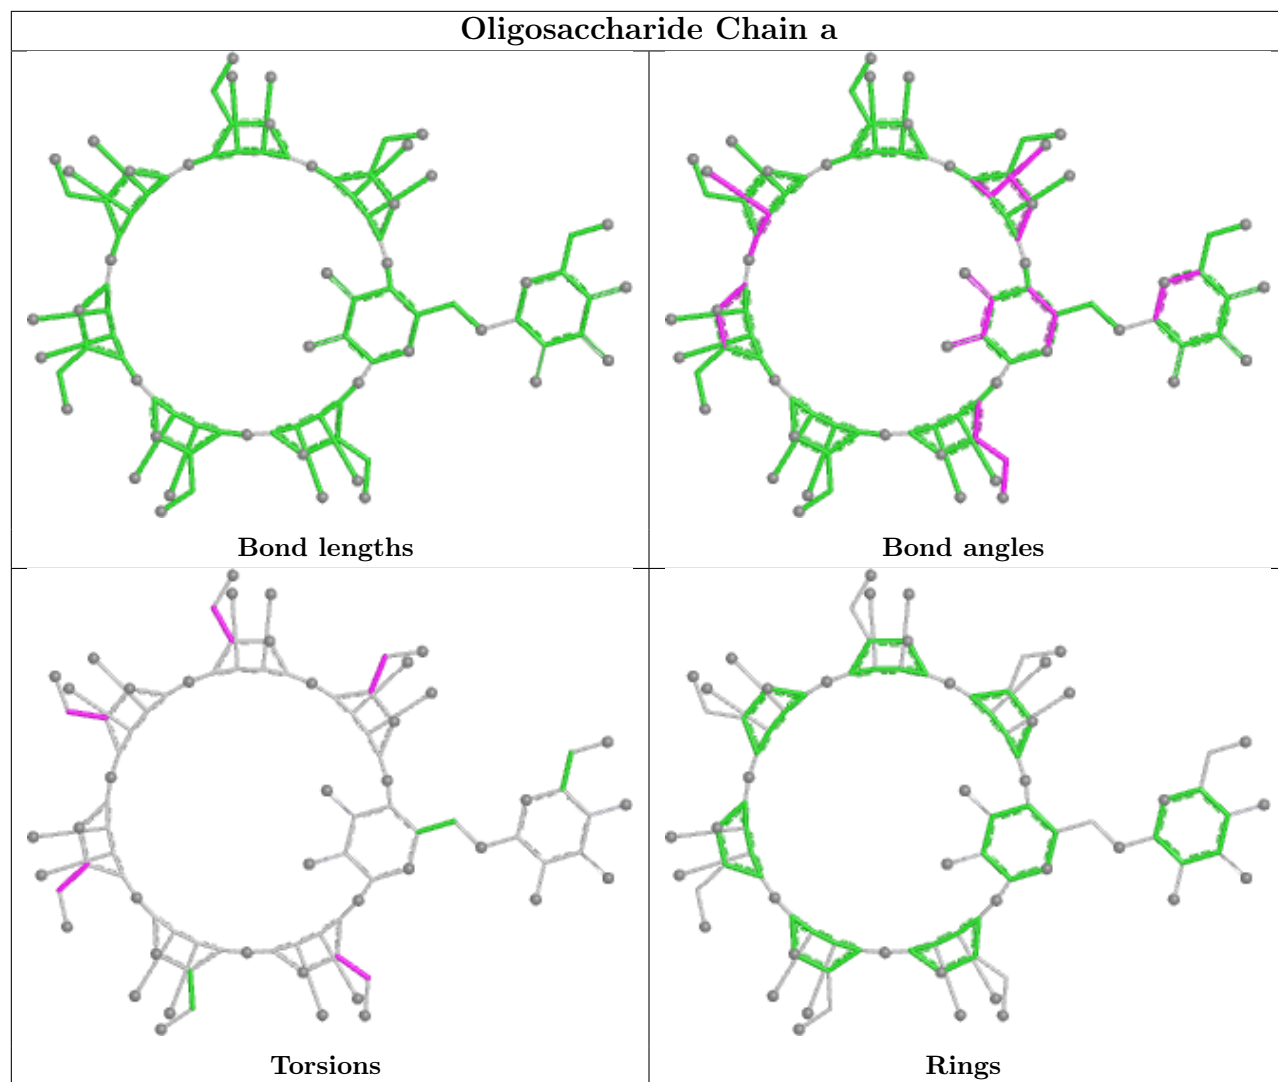 Oligosaccharide Chain a
Bond lengths
Bond angles
Torsions
Rings